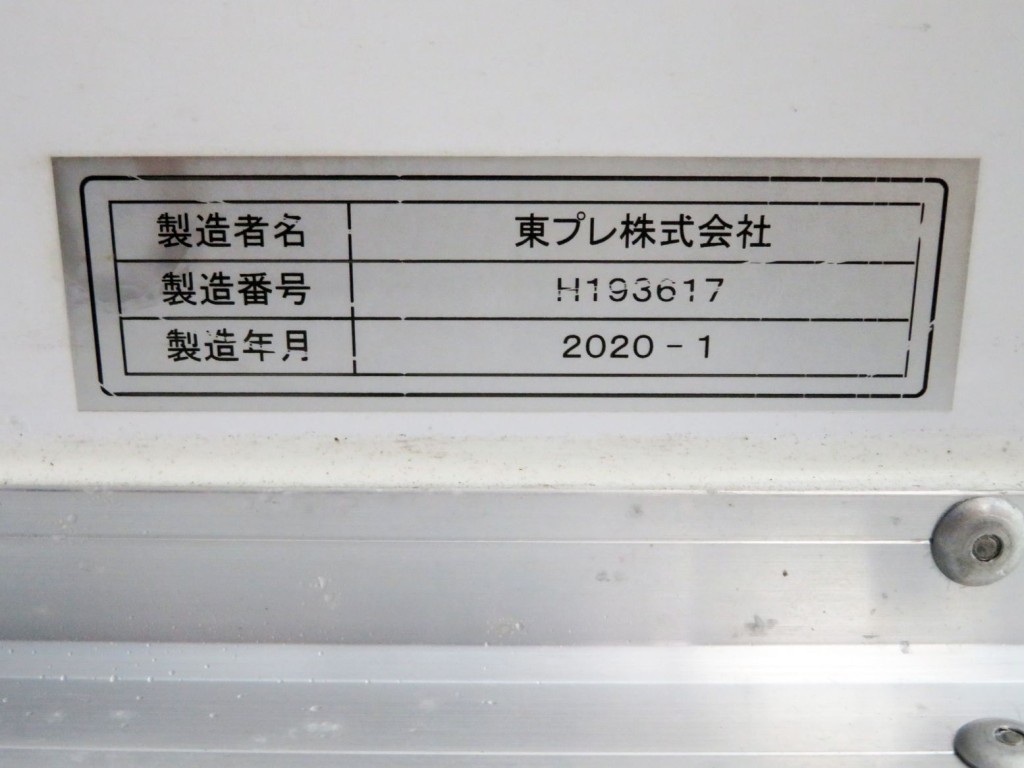 製造者名 東プレ株式会社
製造番号 H193617
製造年月 2020-1